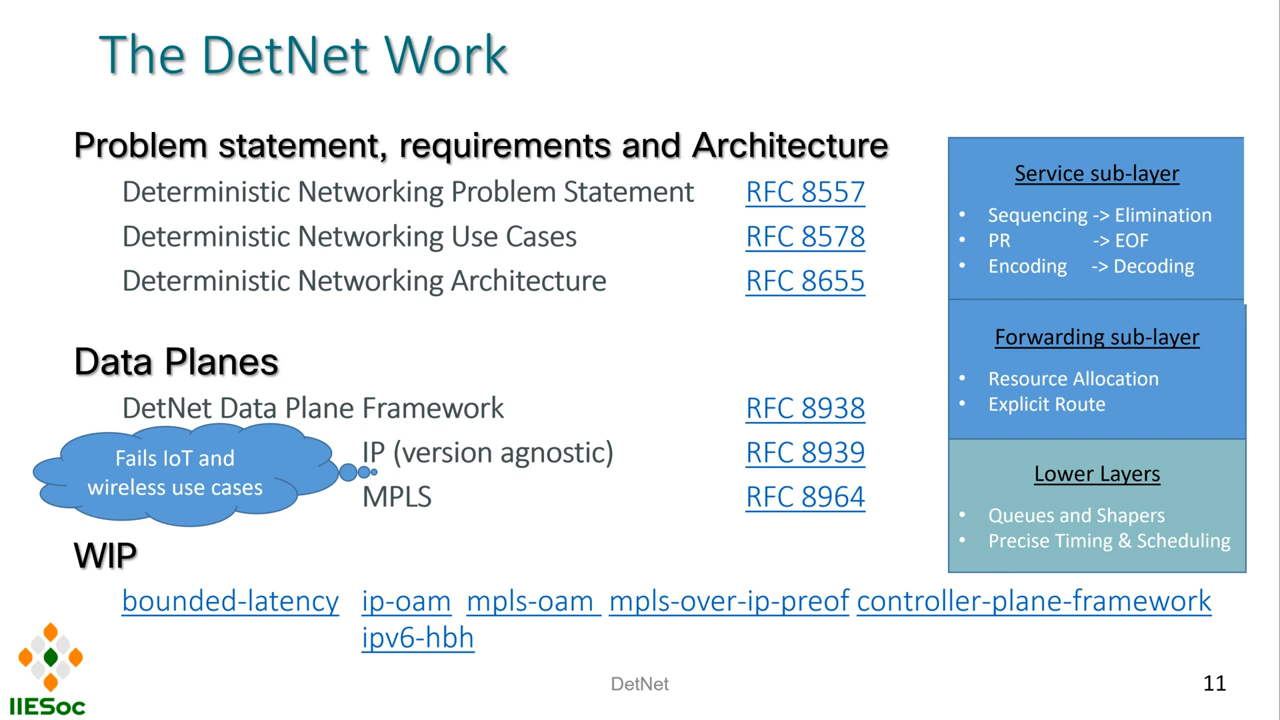 The DetNet Work
Problem statement, requirements and Architecture
Deterministic Networking Problem Statement RFC 8557
Deterministic Networking Use Cases RFC 8578
Deterministic Networking Architecture RFC 8655
Data Planes
DetNet Data Plane Framework RFC 8938
IP (version agnostic) RFC 8939
MPLS RFC 8964
Fails IoT and
wireless use cases
WIP
bounded-latency ip-oam mpls-oam mpls-over-ip-preof controller-plane-framework
ipv6-hbh
Service sub-layer
• Sequencing -> Elimination
• PR -> EOF
• Encoding -> Decoding
Forwarding sub-layer
• Resource Allocation
• Explicit Route
Lower Layers
• Queues and Shapers
• Precise Timing & Scheduling
IIESoc
DetNet
11